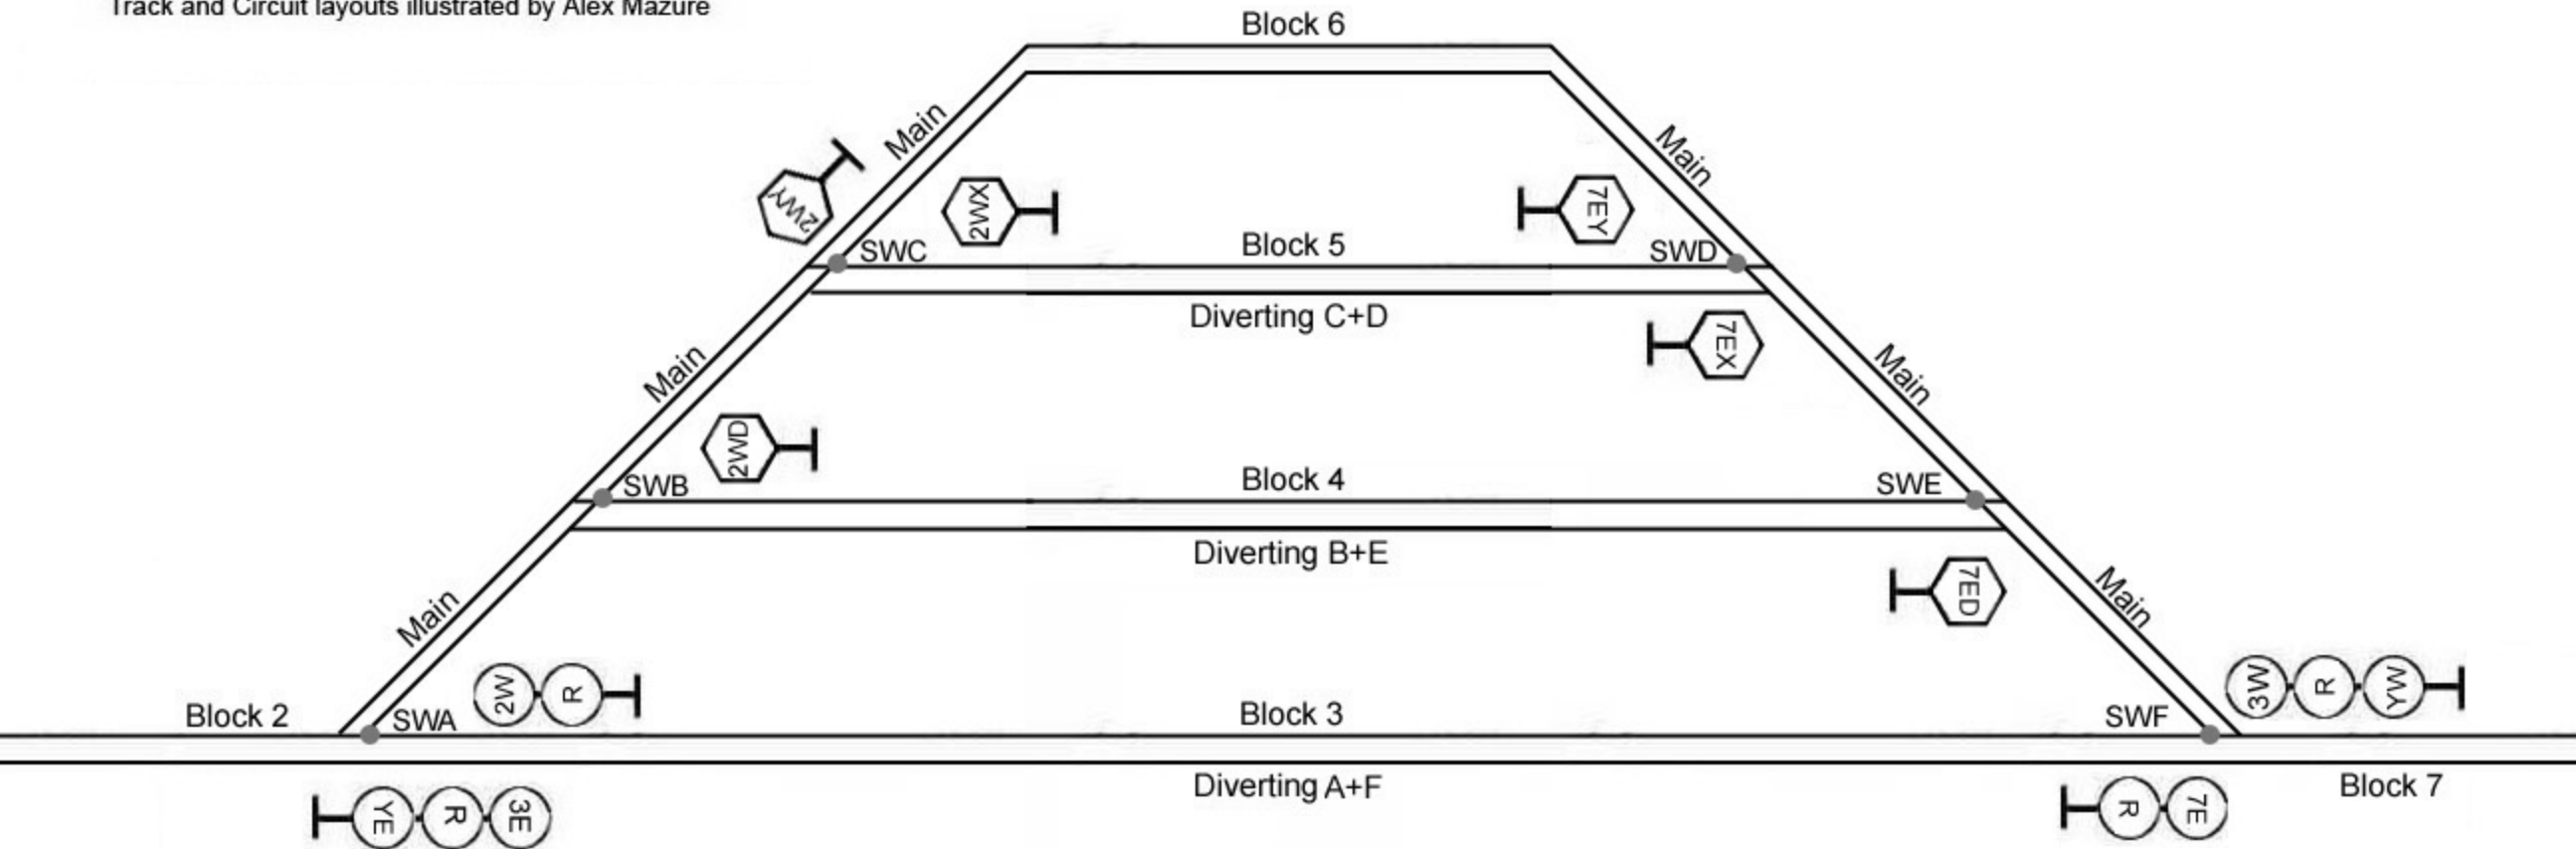 Track and Circuit layouts illustrated by Alex Mazure
Block 6
Main
Main
2WY
2WX
7EY
SWC
Block 5
SWD
Diverting C+D
7EX
Main
Main
2WD
SWB
Block 4
SWE
Diverting B+E
7ED
Main
Main
2W R
3W R WY
Block 2
SWA
Block 3
SWF
Diverting A+F
Block 7
YE R 3E
R 7E